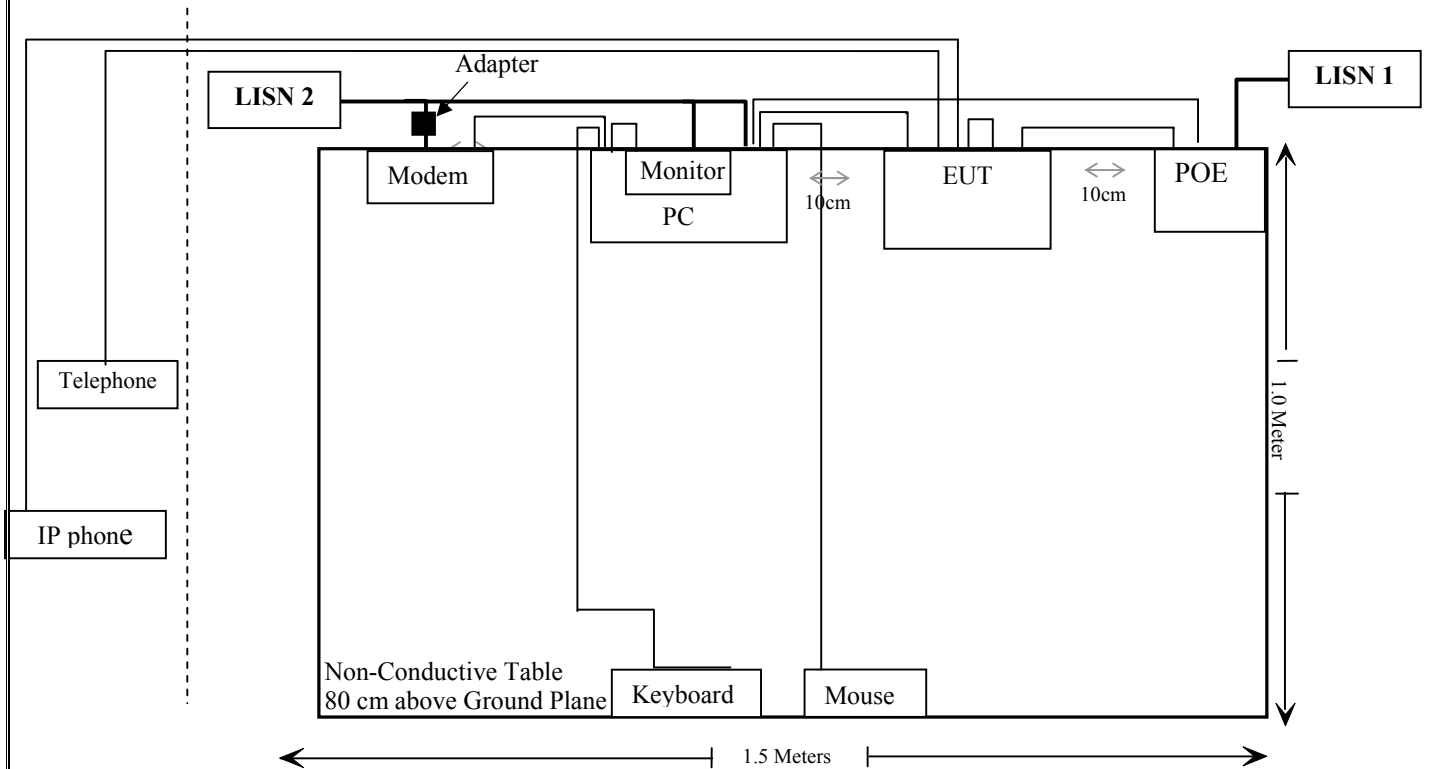 Adapter
LISN 2
LISN 1
Modem
Monitor
PC
10cm
EUT
10cm
POE
Telephone
1.0 Meter
IP phone
Non-Conductive Table
80 cm above Ground Plane
Keyboard
Mouse
1.5 Meters